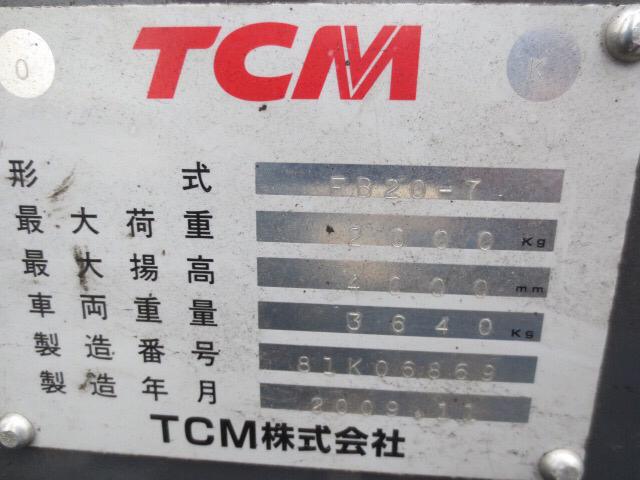 O TCM K
形式 FB20-7
最大荷重 2000 Kg
最大揚高 4000 mm
車両重量 3640 Kg
製造番号 81K06869
製造年月 2009.11
TCM株式会社